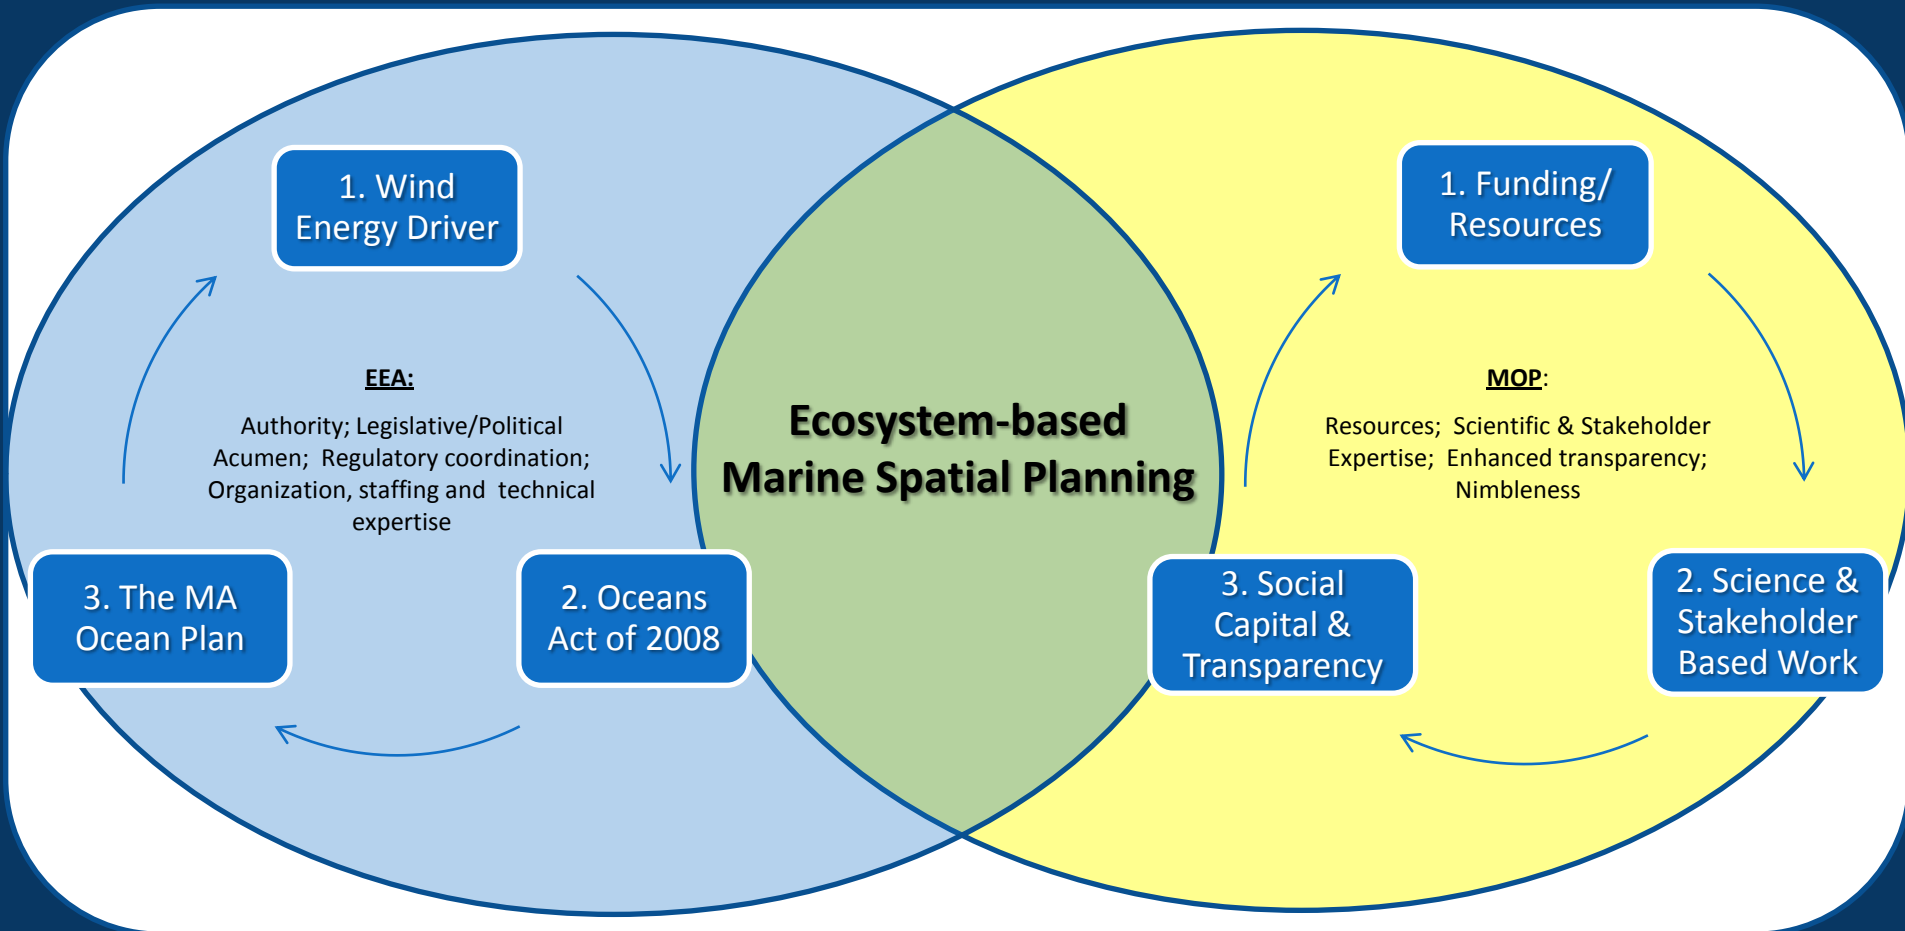 1. Wind
Energy Driver
EEA:
Authority; Legislative/Political
Acumen; Regulatory coordination;
Organization, staffing and technical
expertise
2. Oceans
Act of 2008
3. The MA
Ocean Plan
Ecosystem-based
Marine Spatial Planning
1. Funding/
Resources
MOP:
Resources; Scientific & Stakeholder
Expertise; Enhanced transparency;
Nimbleness
2. Science &
Stakeholder
Based Work
3. Social
Capital &
Transparency